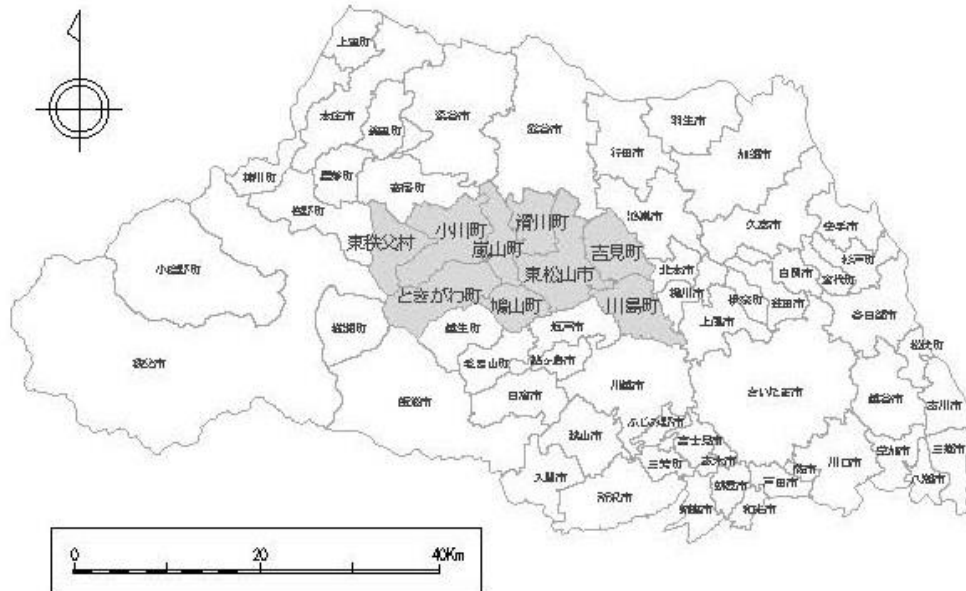 上里町
本庄市
美里町
深谷市
熊谷市
行田市
羽生市
加須市
神川町
寄居町
長瀞町
皆野町
小鹿野町
秩父市
横瀬町
東秩父村
小川町
嵐山町
滑川町
吉見町
東松山市
ときがわ町
鳩山町
川島町
鴻巣市
北本市
桶川市
上尾市
伊奈町
蓮田市
白岡市
久喜市
幸手市
杉戸町
宮代町
春日部市
松伏町
越生町
坂戸市
毛呂山町
鶴ヶ島市
日高市
飯能市
川越市
さいたま市
越谷市
吉川市
ふじみ野市
富士見市
三芳町
志木市
狭山市
入間市
所沢市
新座市
朝霞市
和光市
戸田市
蕨市
川口市
草加市
八潮市
三郷市
0
20
40Km